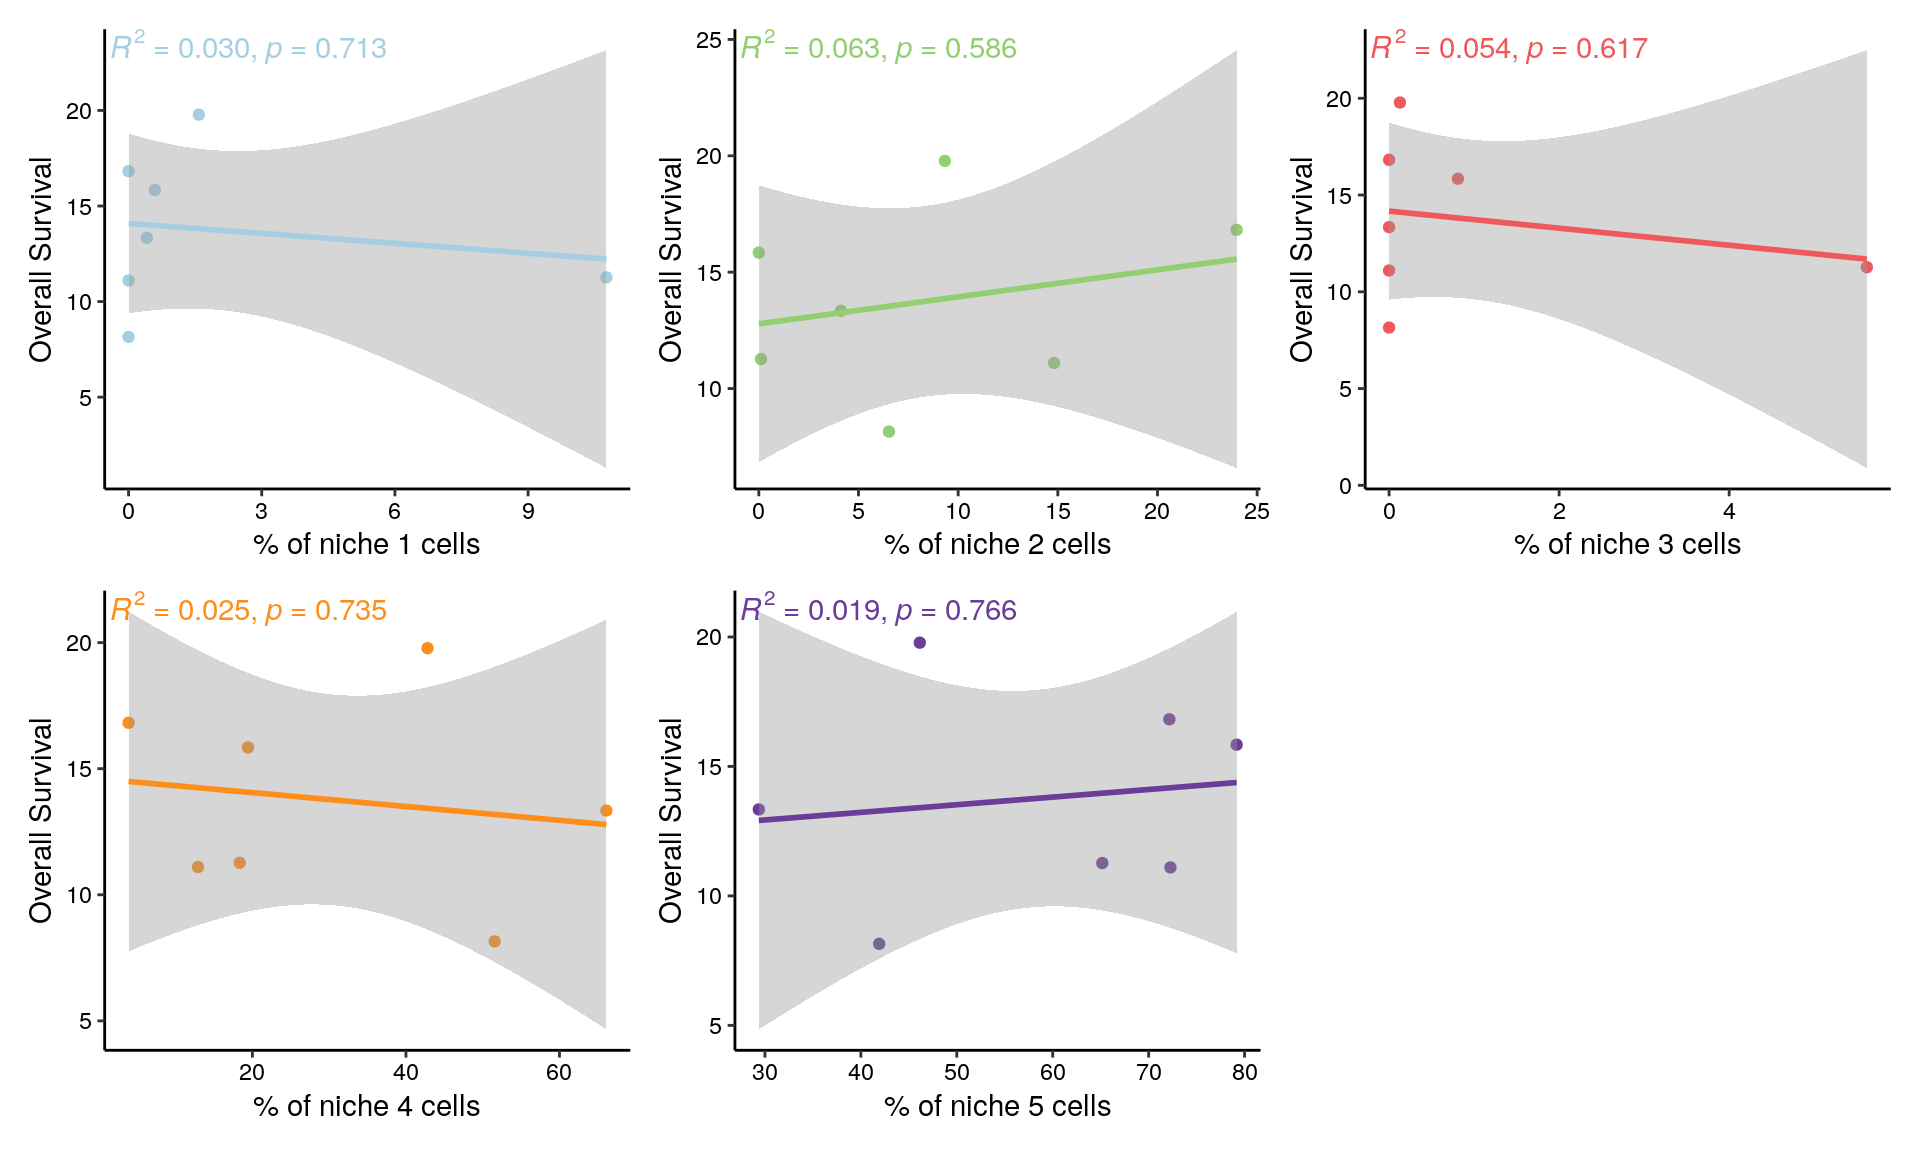 R² = 0.030, p = 0.713
20
15
10
5
Overall Survival
0 3 6 9
% of niche 1 cells
R² = 0.063, p = 0.586
25
20
15
10
Overall Survival
0 5 10 15 20 25
% of niche 2 cells
R² = 0.054, p = 0.617
20
15
10
5
0
Overall Survival
0 2 4
% of niche 3 cells
R² = 0.025, p = 0.735
20
15
10
5
Overall Survival
20 40 60
% of niche 4 cells
R² = 0.019, p = 0.766
20
15
10
5
Overall Survival
30 40 50 60 70 80
% of niche 5 cells